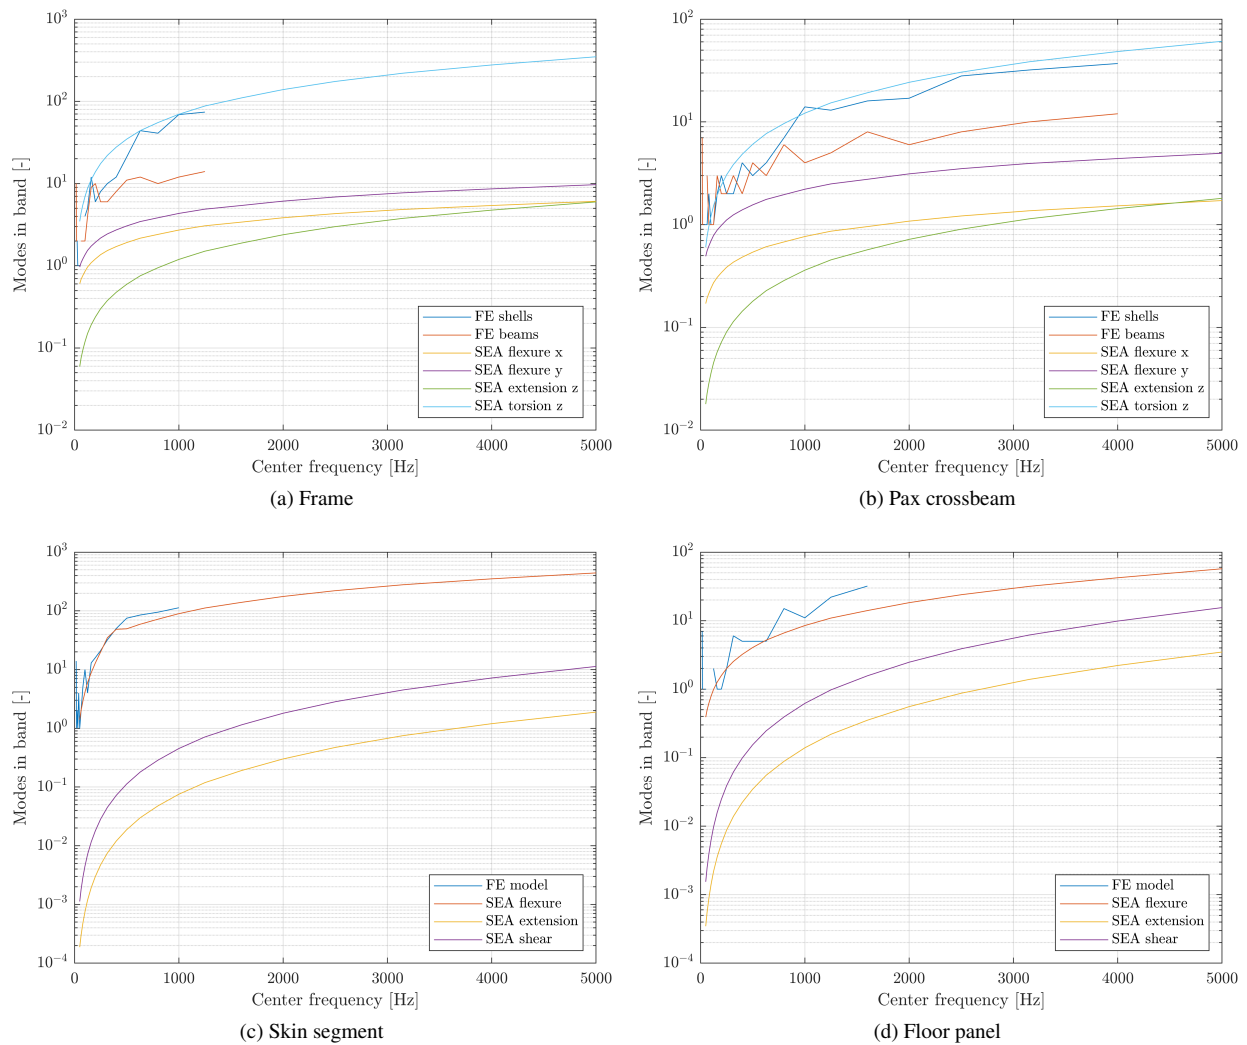 10^3
10^2
10^1
10^0
10^-1
10^-2
Modes in band [-]
0 1000 2000 3000 4000 5000
Center frequency [Hz]
FE shells
FE beams
SEA flexure x
SEA flexure y
SEA extension z
SEA torsion z
(a) Frame
10^2
10^1
10^0
10^-1
10^-2
Modes in band [-]
0 1000 2000 3000 4000 5000
Center frequency [Hz]
FE shells
FE beams
SEA flexure x
SEA flexure y
SEA extension z
SEA torsion z
(b) Pax crossbeam
10^3
10^2
10^1
10^0
10^-1
10^-2
10^-3
10^-4
Modes in band [-]
0 1000 2000 3000 4000 5000
Center frequency [Hz]
FE model
SEA flexure
SEA extension
SEA shear
(c) Skin segment
10^2
10^1
10^0
10^-1
10^-2
10^-3
10^-4
Modes in band [-]
0 1000 2000 3000 4000 5000
Center frequency [Hz]
FE model
SEA flexure
SEA extension
SEA shear
(d) Floor panel